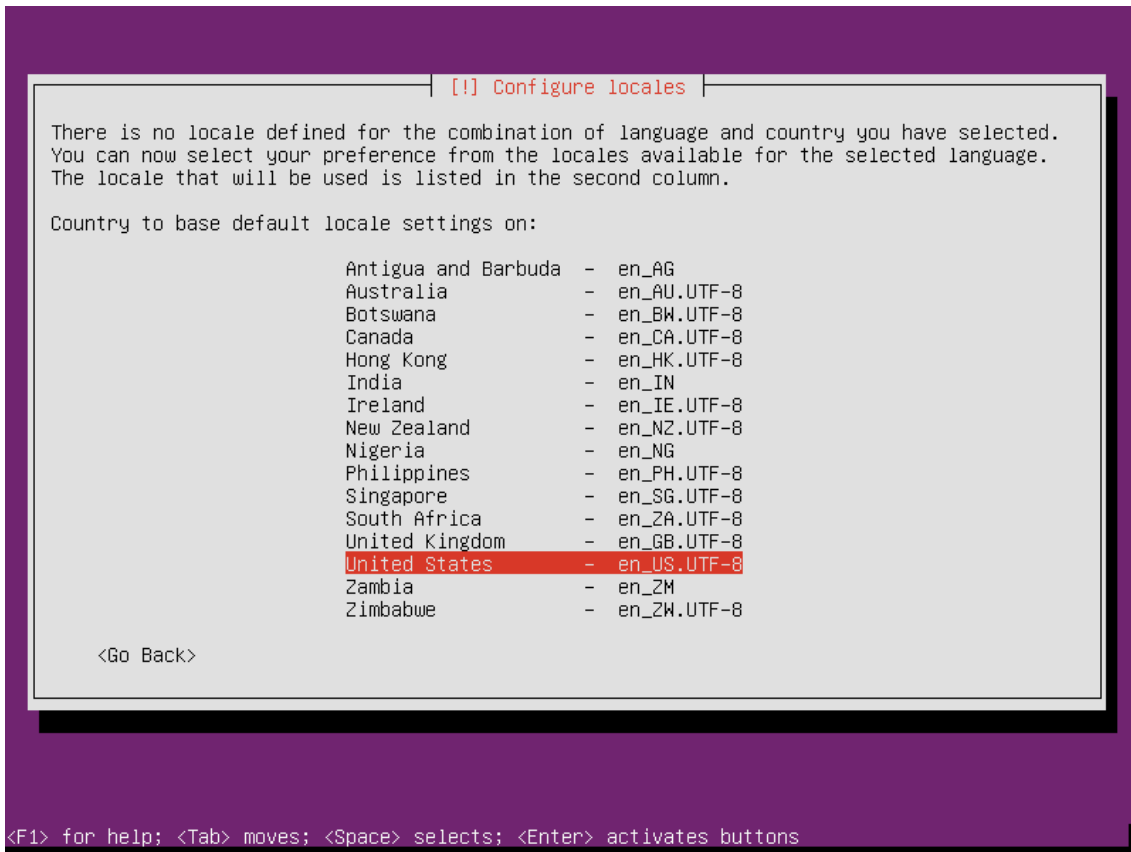 [!] Configure locales
There is no locale defined for the combination of language and country you have selected.
You can now select your preference from the locales available for the selected language.
The locale that will be used is listed in the second column.
Country to base default locale settings on:
Antigua and Barbuda - en_AG
Australia - en_AU.UTF-8
Botswana - en_BW.UTF-8
Canada - en_CA.UTF-8
Hong Kong - en_HK.UTF-8
India - en_IN
Ireland - en_IE.UTF-8
New Zealand - en_NZ.UTF-8
Nigeria - en_NG
Philippines - en_PH.UTF-8
Singapore - en_SG.UTF-8
South Africa - en_ZA.UTF-8
United Kingdom - en_GB.UTF-8
United States - en_US.UTF-8
Zambia - en_ZM
Zimbabwe - en_ZW.UTF-8
<Go Back>
<F1> for help; <Tab> moves; <Space> selects; <Enter> activates buttons